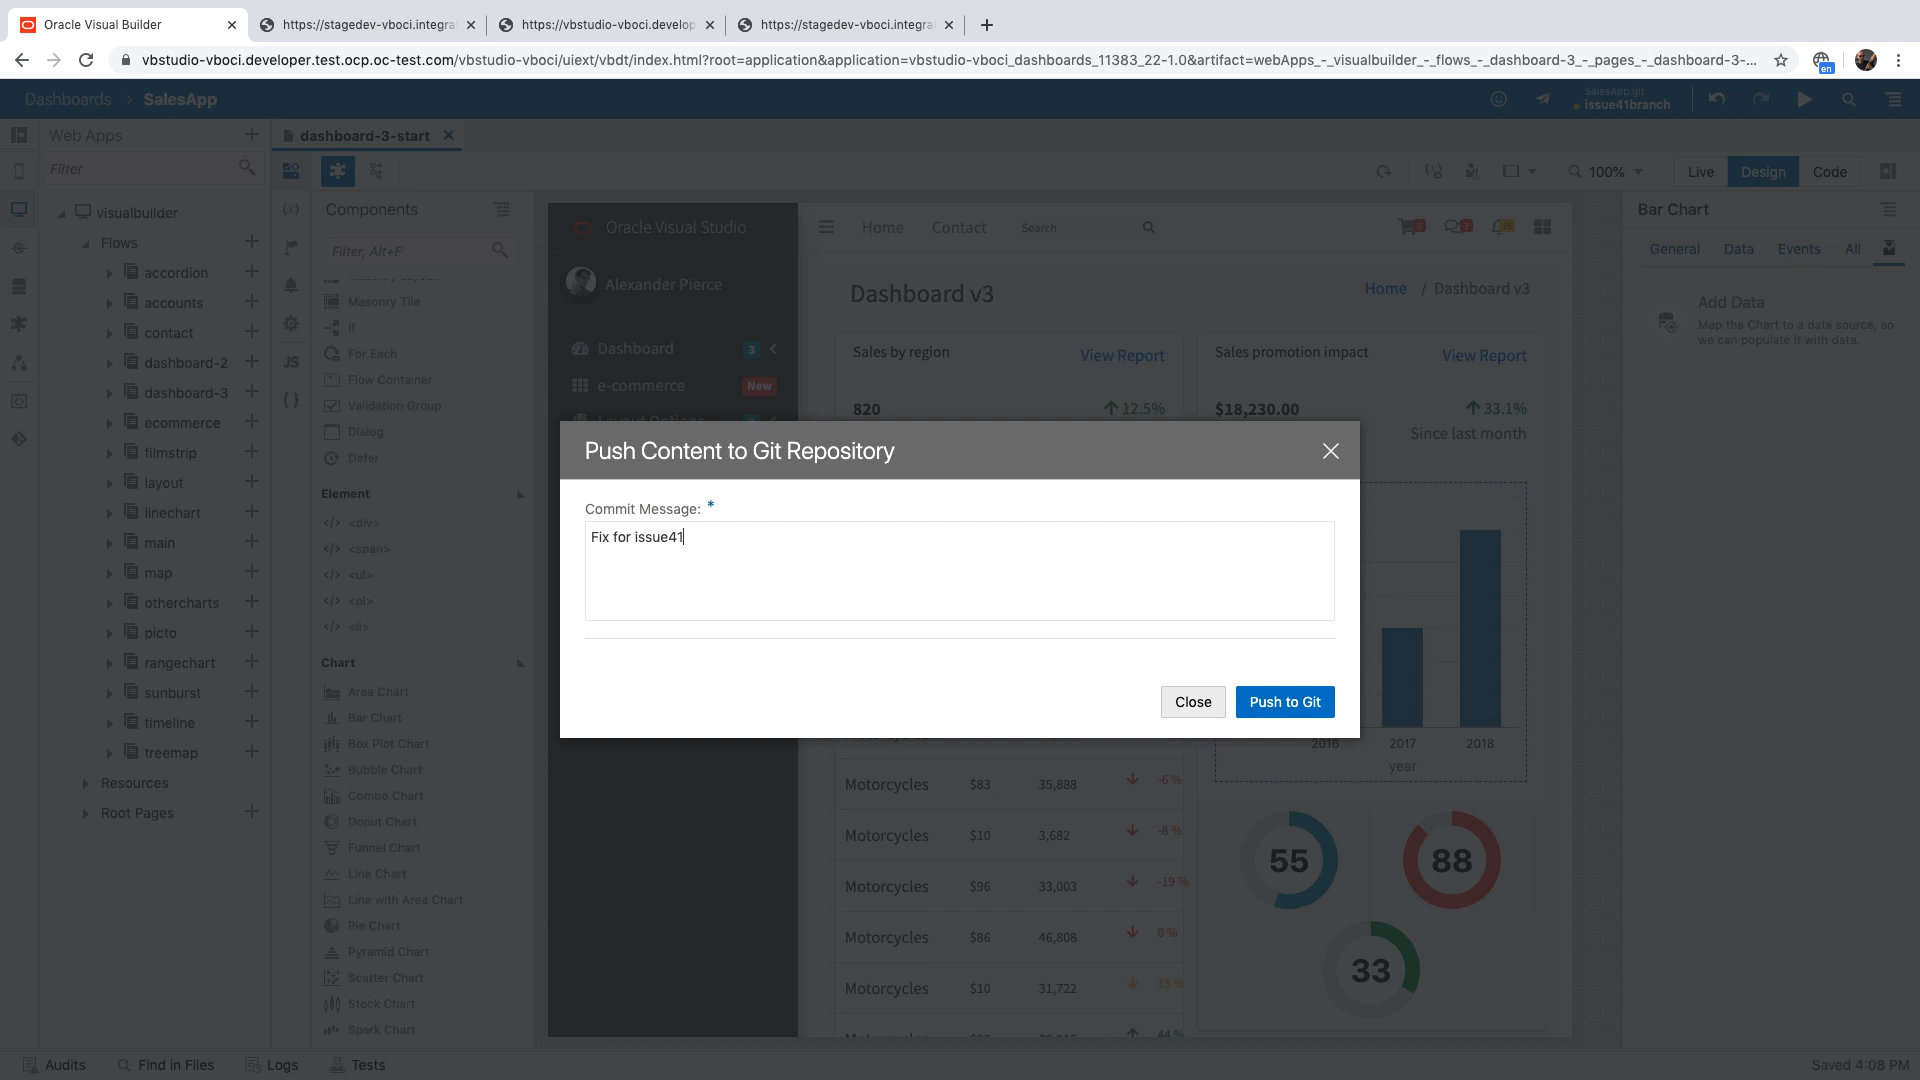 Oracle Visual Builder
https://stagedev-vboci.integra
https://vbstudio-vboci.develop
https://stagedev-vboci.integra
vbstudio-vboci.developer.test.ocp.oc-test.com/vbstudio-vboci/uiext/vbdt/index.html?root=application&application=vbstudio-vboci_dashboards_11383_22-1.0&artifact=webApps_-_visualbuilder_-_flows_-_dashboard-3_-_pages_-_dashboard-3-...
en
Dashboards > SalesApp
SalesApp.git
issue41branch
Web Apps
dashboard-3-start
Filter
100%
Live
Design
Code
visualbuilder
Flows
accordion
accounts
contact
dashboard-2
dashboard-3
ecommerce
filmstrip
layout
linechart
main
map
othercharts
picto
rangechart
sunburst
timeline
treemap
Resources
Root Pages
Components
Filter, Alt+F
Masonry Tile
If
For Each
Flow Container
Validation Group
Dialog
Defer
Element
<div>
<span>
<ul>
<ol>
<li>
Chart
Area Chart
Bar Chart
Box Plot Chart
Bubble Chart
Combo Chart
Donut Chart
Funnel Chart
Line Chart
Line with Area Chart
Pie Chart
Pyramid Chart
Scatter Chart
Stock Chart
Spark Chart
Oracle Visual Studio
Alexander Pierce
Dashboard 3
e-commerce New
Layout Options
Home Contact Search
Dashboard v3
Home / Dashboard v3
Sales by region View Report
820 12.5%
Sales promotion impact View Report
$18,230.00 33.1%
Since last month
Push Content to Git Repository
Commit Message: *
Fix for issue41
Close
Push to Git
2016 2017 2018
year
Motorcycles $83 35,888 -6 %
Motorcycles $10 3,682 -8 %
Motorcycles $96 33,003 -19 %
Motorcycles $86 46,808 0 %
Motorcycles $10 31,722
44 %
55
88
33
Bar Chart
General Data Events All
Add Data
Map the Chart to a data source, so
we can populate it with data.
Audits
Find in Files
Logs
Tests
Saved 4:08 PM